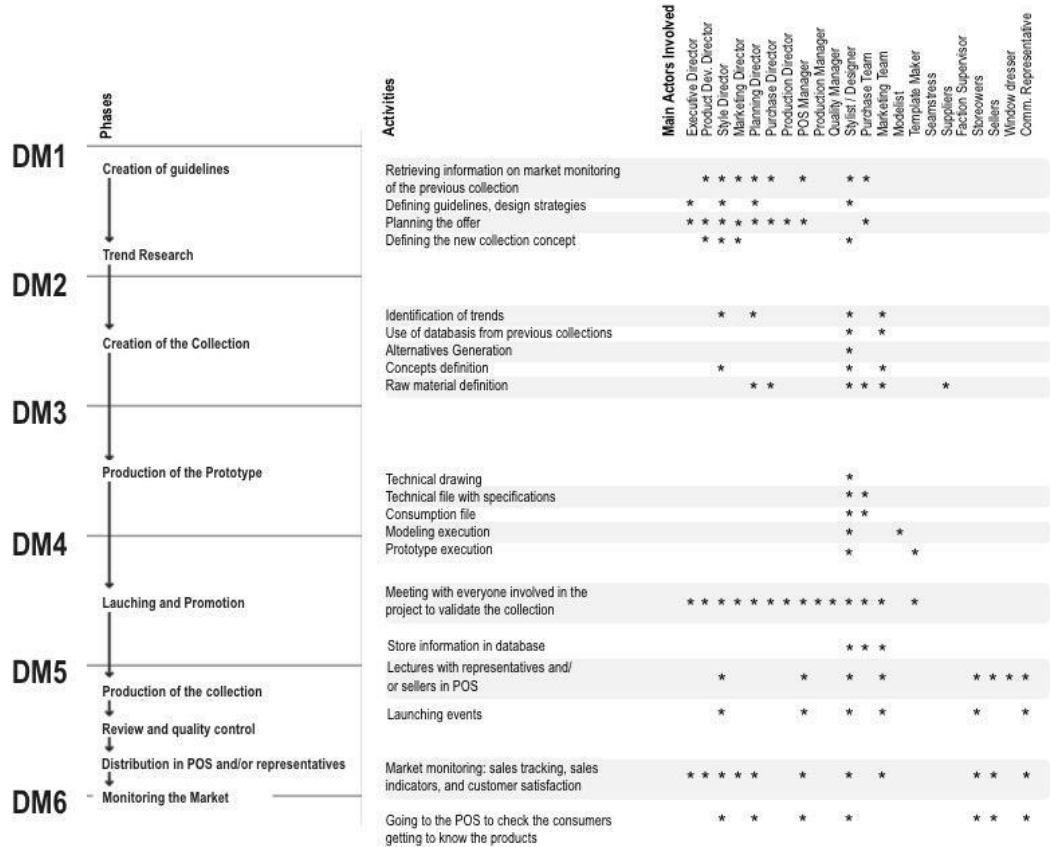 Phases
Activities
Main Actors Involved
Executive Director
Product Dev. Director
Style Director
Marketing Director
Planning Director
Purchase Director
Production Director
POS Manager
Production Manager
Quality Manager
Stylist / Designer
Purchase Team
Marketing Team
Modelist
Template Maker
Seamstress
Suppliers
Faction Supervisor
Storeowers
Sellers
Window dresser
Comm. Representative
DM1
Creation of guidelines
Retrieving information on market monitoring
of the previous collection
* * * * * * * *
Defining guidelines, design strategies * * * *
Planning the offer * * * * * * * * *
Defining the new collection concept * * * *
Trend Research
DM2
Identification of trends * * * *
Use of databasis from previous collections * *
Creation of the Collection
Alternatives Generation *
Concepts definition * * *
Raw material definition * * * * * *
DM3
Production of the Prototype
Technical drawing *
Technical file with specifications * *
Consumption file * *
Modeling execution * *
DM4
Prototype execution * *
Lauching and Promotion
Meeting with everyone involved in the
project to validate the collection
* * * * * * * * * * * * * *
Store information in database * * *
DM5
Lectures with representatives and/
or sellers in POS
* * * * * * * *
Production of the collection
Launching events * * * * * *
Review and quality control
Distribution in POS and/or representatives
Market monitoring: sales tracking, sales
indicators, and customer satisfaction
* * * * * * * * * * *
DM6
Monitoring the Market
Going to the POS to check the consumers
getting to know the products
* * * * * * *